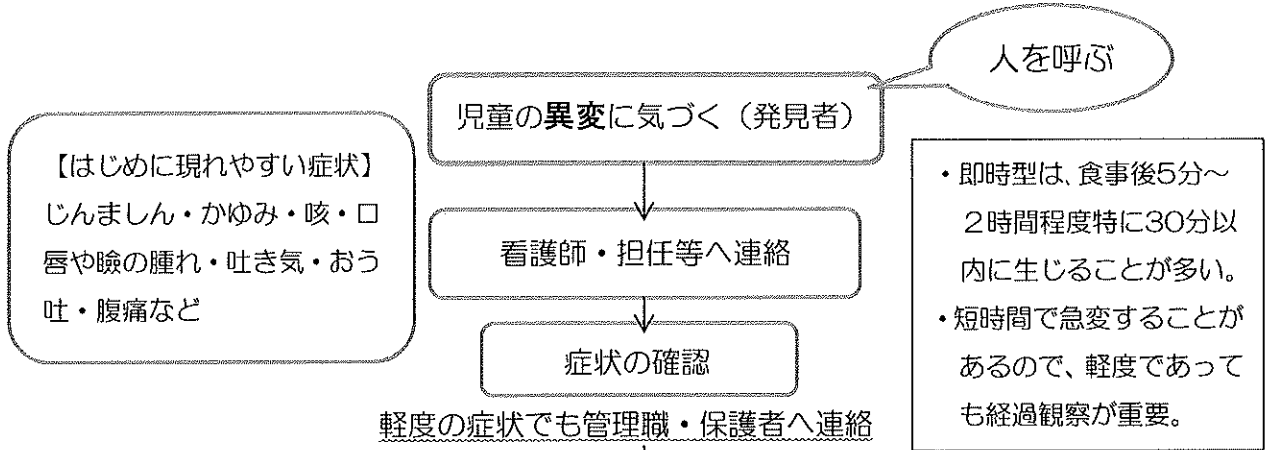 人を呼ぶ
児童の異変に気づく（発見者）
【はじめに現れやすい症状】
じんましん・かゆみ・咳・口
唇や瞼の腫れ・吐き気・おう
吐・腹痛など
看護師・担任等へ連絡
・即時型は、食事後5分～
２時間程度特に30分以
内に生じることが多い。
・短時間で急変することが
あるので、軽度であって
も経過観察が重要。
症状の確認
軽度の症状でも管理職・保護者へ連絡